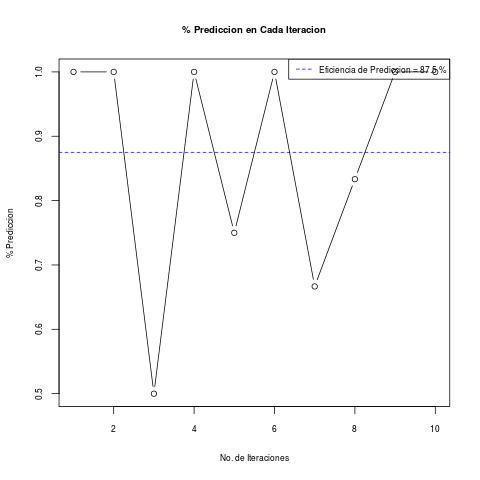 % Prediccion en Cada Iteracion
Eficiencia de Prediccion = 87.5 %
1.0
0.9
0.8
0.7
0.6
0.5
% Prediccion
2
4
6
8
10
No. de Iteraciones